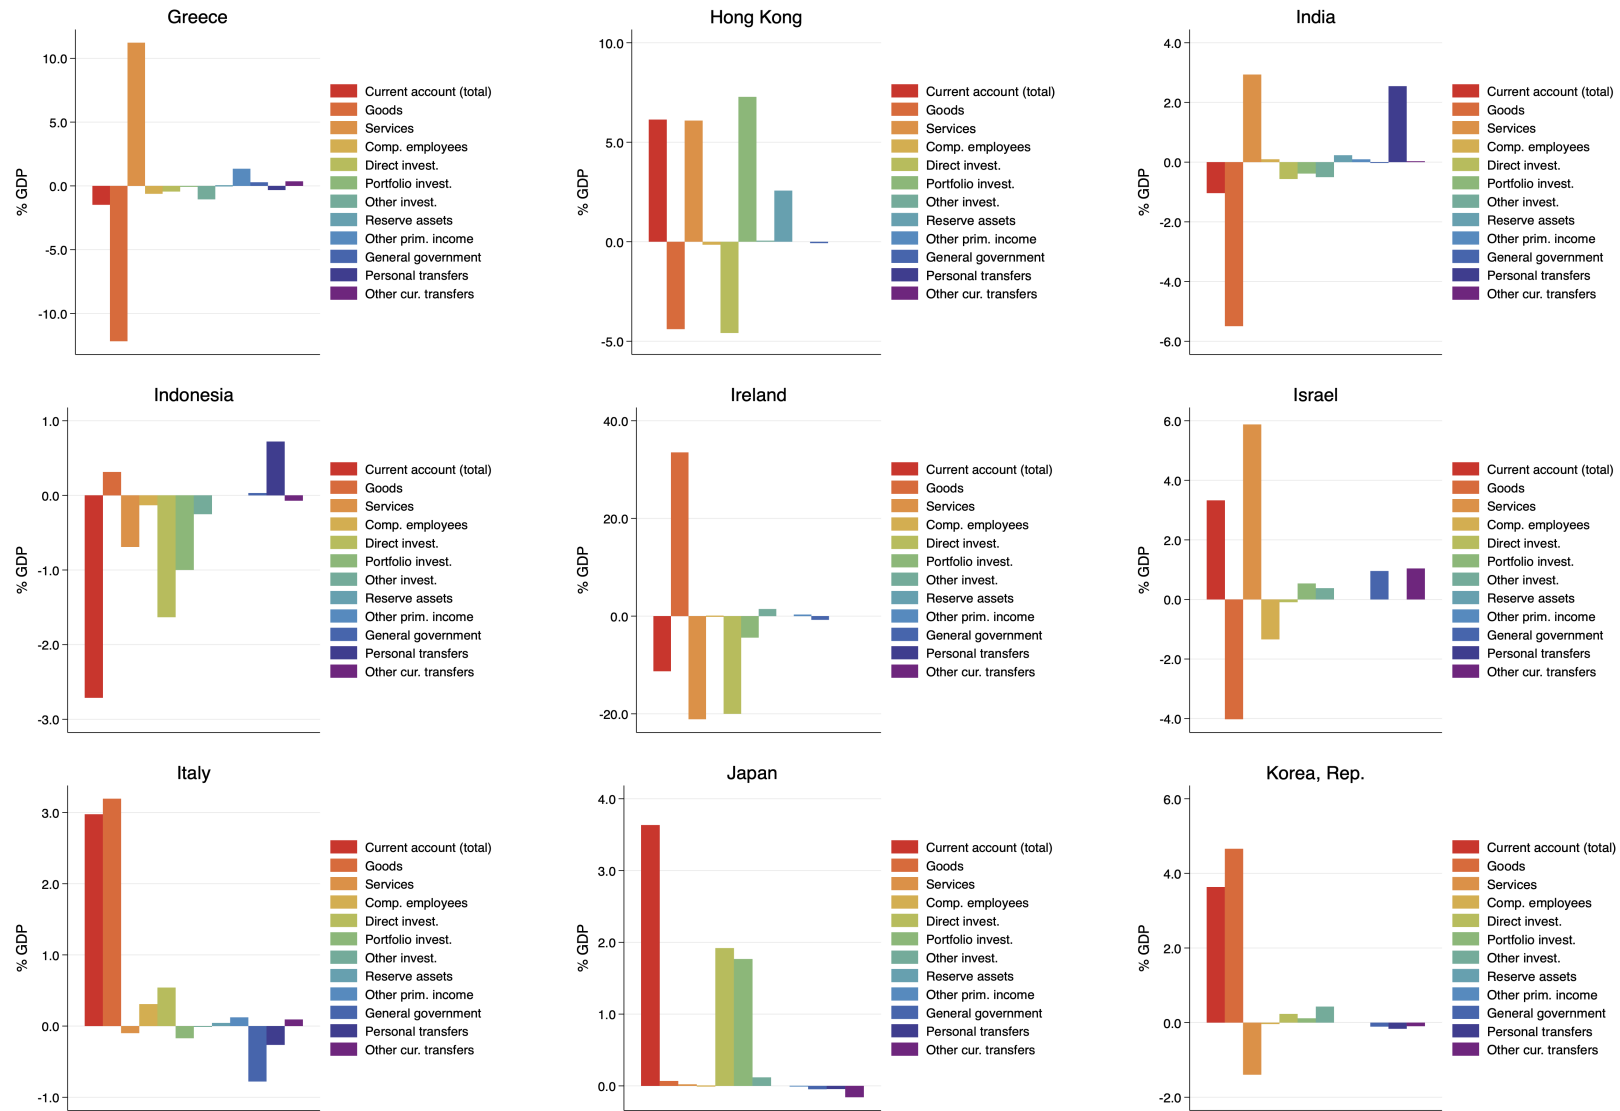 Greece
% GDP
10.0
5.0
0.0
-5.0
-10.0
Current account (total)
Goods
Services
Comp. employees
Direct invest.
Portfolio invest.
Other invest.
Reserve assets
Other prim. income
General government
Personal transfers
Other cur. transfers
Hong Kong
% GDP
10.0
5.0
0.0
-5.0
Current account (total)
Goods
Services
Comp. employees
Direct invest.
Portfolio invest.
Other invest.
Reserve assets
Other prim. income
General government
Personal transfers
Other cur. transfers
India
% GDP
4.0
2.0
0.0
-2.0
-4.0
-6.0
Current account (total)
Goods
Services
Comp. employees
Direct invest.
Portfolio invest.
Other invest.
Reserve assets
Other prim. income
General government
Personal transfers
Other cur. transfers
Indonesia
% GDP
1.0
0.0
-1.0
-2.0
-3.0
Current account (total)
Goods
Services
Comp. employees
Direct invest.
Portfolio invest.
Other invest.
Reserve assets
Other prim. income
General government
Personal transfers
Other cur. transfers
Ireland
% GDP
40.0
20.0
0.0
-20.0
Current account (total)
Goods
Services
Comp. employees
Direct invest.
Portfolio invest.
Other invest.
Reserve assets
Other prim. income
General government
Personal transfers
Other cur. transfers
Israel
% GDP
6.0
4.0
2.0
0.0
-2.0
-4.0
Current account (total)
Goods
Services
Comp. employees
Direct invest.
Portfolio invest.
Other invest.
Reserve assets
Other prim. income
General government
Personal transfers
Other cur. transfers
Italy
% GDP
3.0
2.0
1.0
0.0
-1.0
Current account (total)
Goods
Services
Comp. employees
Direct invest.
Portfolio invest.
Other invest.
Reserve assets
Other prim. income
General government
Personal transfers
Other cur. transfers
Japan
% GDP
4.0
3.0
2.0
1.0
0.0
Current account (total)
Goods
Services
Comp. employees
Direct invest.
Portfolio invest.
Other invest.
Reserve assets
Other prim. income
General government
Personal transfers
Other cur. transfers
Korea, Rep.
% GDP
6.0
4.0
2.0
0.0
-2.0
Current account (total)
Goods
Services
Comp. employees
Direct invest.
Portfolio invest.
Other invest.
Reserve assets
Other prim. income
General government
Personal transfers
Other cur. transfers